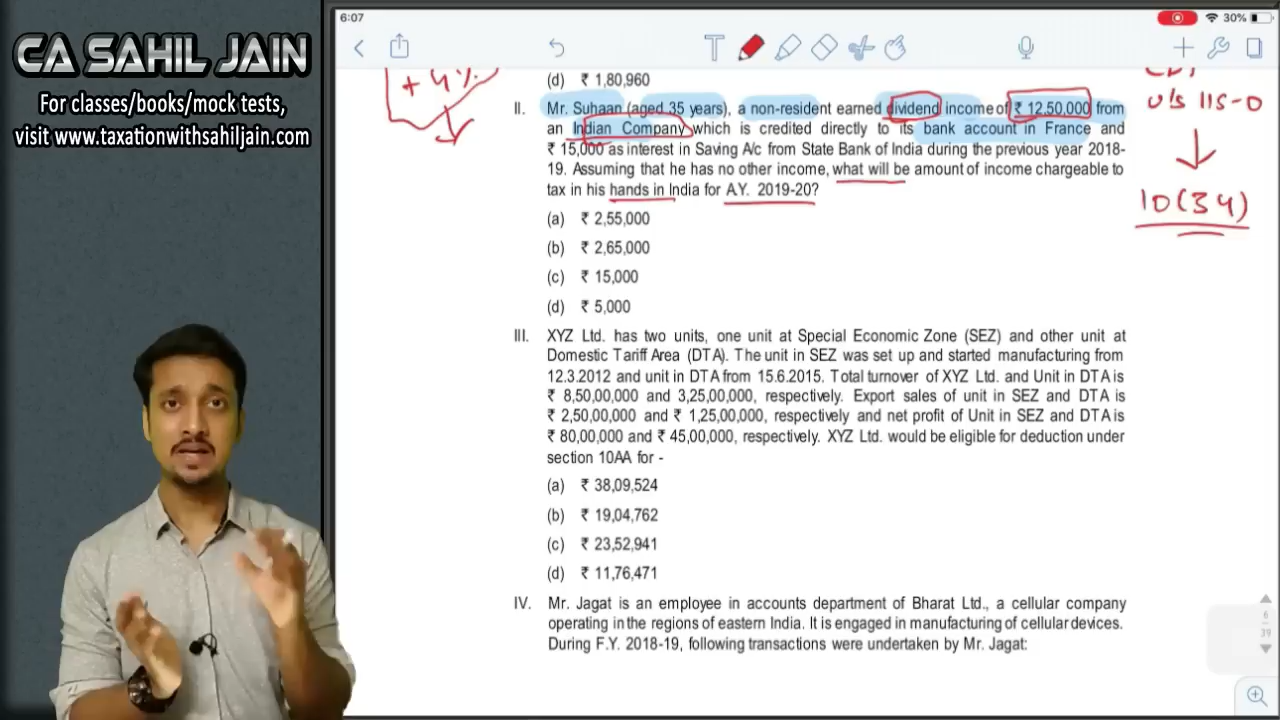 6:07
30%
CA SAHIL JAIN
For classes/books/mock tests,
visit www.taxationwithsahiljain.com
+ 4%
u/s 115-O
10(34)
(d) ₹ 1,80,960
II. Mr. Suhaan (aged 35 years), a non-resident earned dividend income of ₹ 12,50,000 from
an Indian Company which is credited directly to its bank account in France and
₹ 15,000 as interest in Saving A/c from State Bank of India during the previous year 2018-
19. Assuming that he has no other income, what will be amount of income chargeable to
tax in his hands in India for A.Y. 2019-20?
(a) ₹ 2,55,000
(b) ₹ 2,65,000
(c) ₹ 15,000
(d) ₹ 5,000
III. XYZ Ltd. has two units, one unit at Special Economic Zone (SEZ) and other unit at
Domestic Tariff Area (DTA). The unit in SEZ was set up and started manufacturing from
12.3.2012 and unit in DTA from 15.6.2015. Total turnover of XYZ Ltd. and Unit in DTA is
₹ 8,50,00,000 and 3,25,00,000, respectively. Export sales of unit in SEZ and DTA is
₹ 2,50,00,000 and ₹ 1,25,00,000, respectively and net profit of Unit in SEZ and DTA is
₹ 80,00,000 and ₹ 45,00,000, respectively. XYZ Ltd. would be eligible for deduction under
section 10AA for -
(a) ₹ 38,09,524
(b) ₹ 19,04,762
(c) ₹ 23,52,941
(d) ₹ 11,76,471
IV. Mr. Jagat is an employee in accounts department of Bharat Ltd., a cellular company
operating in the regions of eastern India. It is engaged in manufacturing of cellular devices.
During F.Y. 2018-19, following transactions were undertaken by Mr. Jagat:
6
39